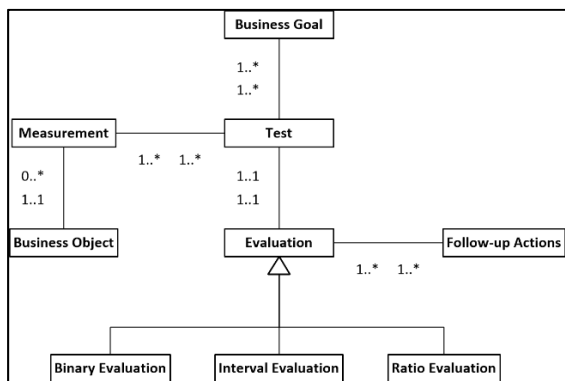 Business Goal
1..*
1..*
Measurement
Test
1..* 1..*
0..*
1..1
1..1
1..1
Business Object
Evaluation
Follow-up Actions
1..* 1..*
Binary Evaluation
Interval Evaluation
Ratio Evaluation